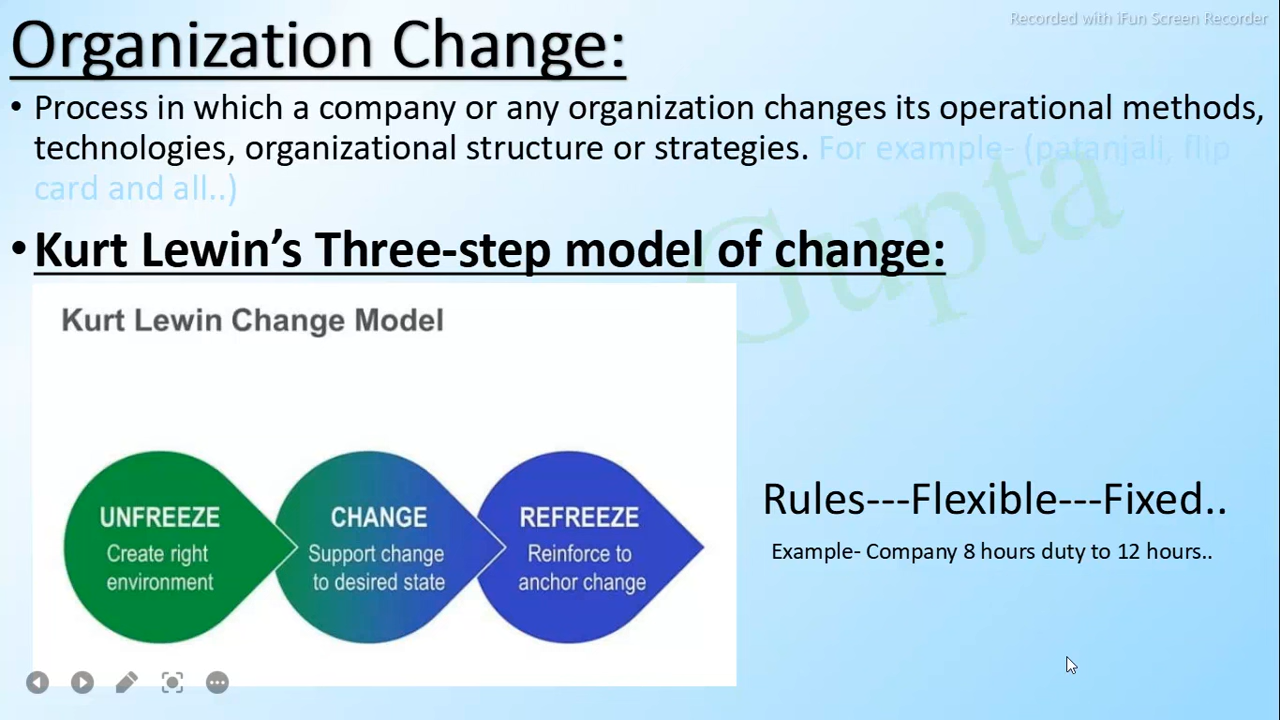 Recorded with iFun Screen Recorder
Organization Change:
• Process in which a company or any organization changes its operational methods,
technologies, organizational structure or strategies. For example- (patanjali, flip
card and all..)
• Kurt Lewin’s Three-step model of change:
Gupta
Kurt Lewin Change Model
UNFREEZE
Create right
environment
CHANGE
Support change
to desired state
REFREEZE
Reinforce to
anchor change
Rules---Flexible---Fixed..
Example- Company 8 hours duty to 12 hours..